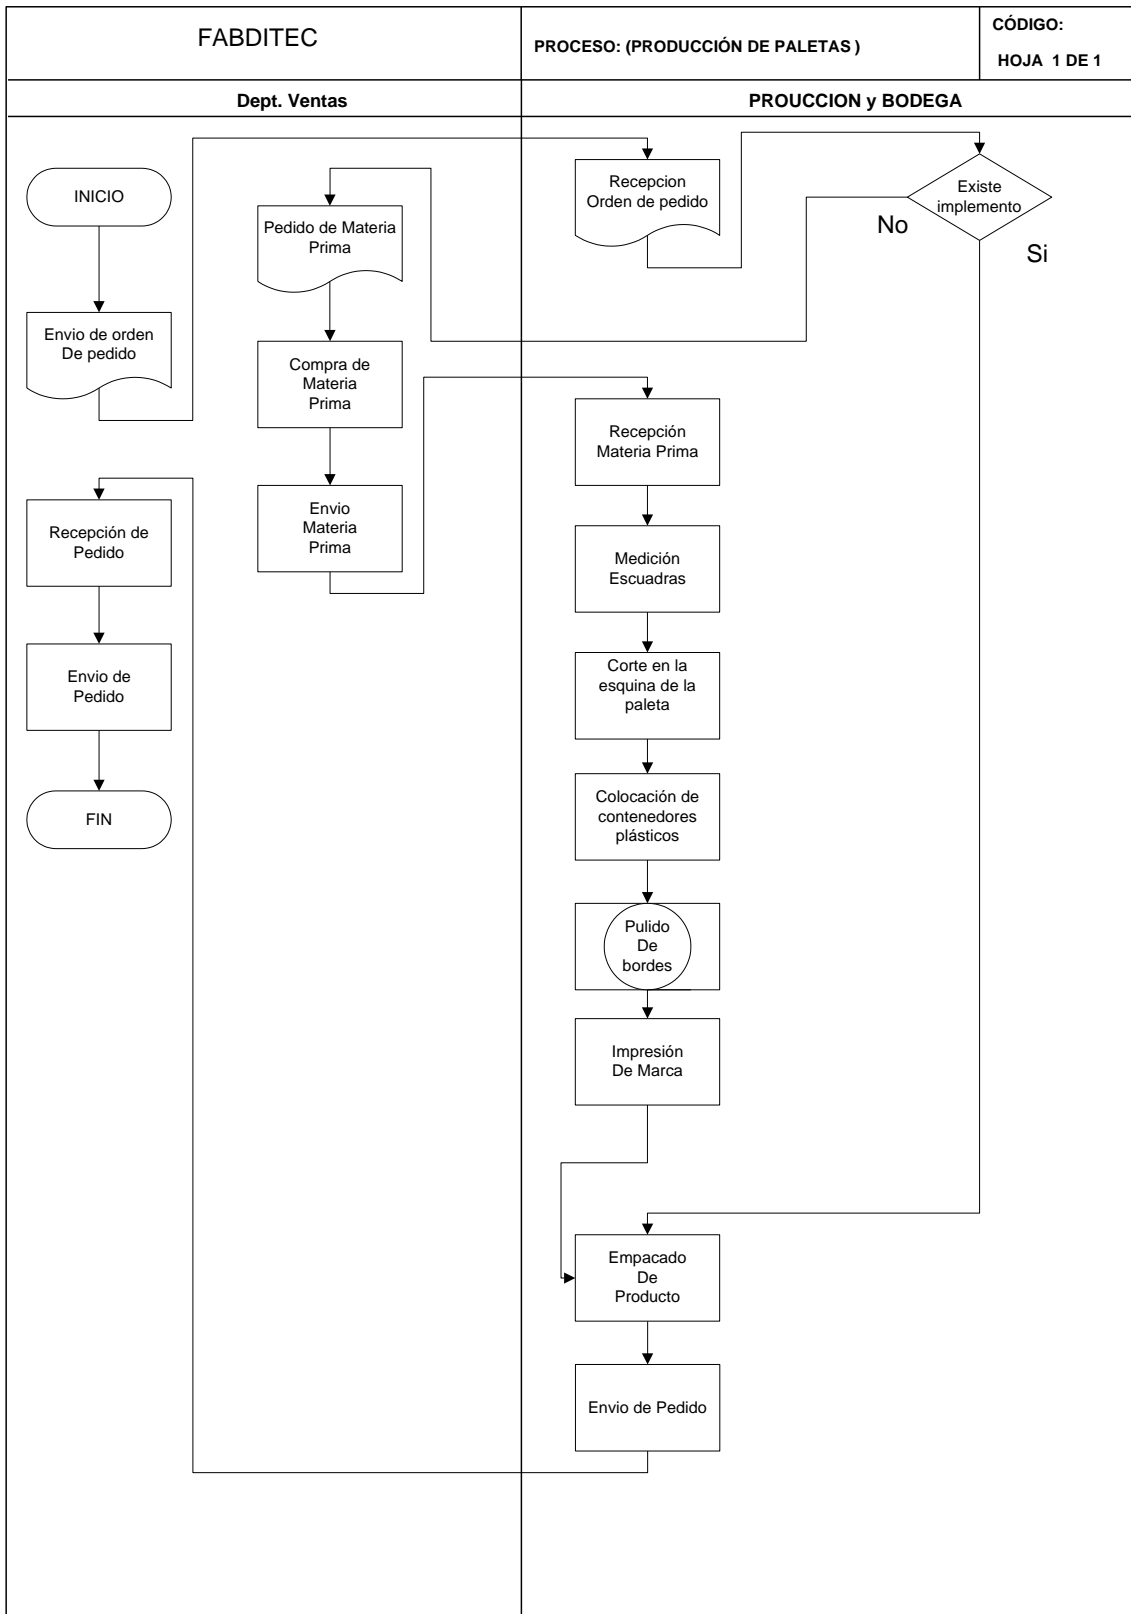 FABDITEC
PROCESO: (PRODUCCIÓN DE PALETAS )
CÓDIGO:
HOJA 1 DE 1
Dept. Ventas
PROUCCION y BODEGA
INICIO
Envio de orden
De pedido
Pedido de Materia
Prima
Compra de
Materia
Prima
Envio
Materia
Prima
Recepción de
Pedido
Envio de
Pedido
FIN
Recepcion
Orden de pedido
Existe
implemento
No
Si
Recepción
Materia Prima
Medición
Escuadras
Corte en la
esquina de la
paleta
Colocación de
contenedores
plásticos
Pulido
De
bordes
Impresión
De Marca
Empacado
De
Producto
Envio de Pedido